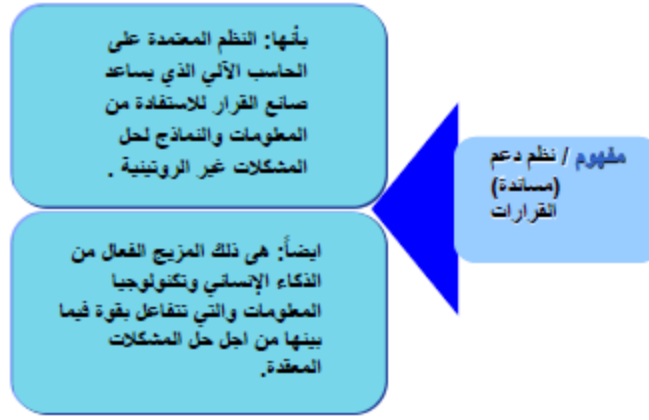 مفهوم / نظم دعم
(مساندة)
القرارات
بأنها: النظم المعتمدة على
الحاسب الآلي الذي يساعد
صانع القرار للاستفادة من
المعلومات والنماذج لحل
المشكلات غير الروتينية .
ايضاً: هى ذلك المزيج الفعال من
الذكاء الإنساني وتكنولوجيا
المعلومات والتي تتفاعل بقوة فيما
بينها من اجل حل المشكلات
المعقدة.